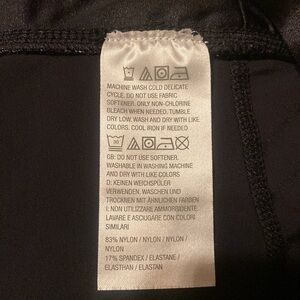 MACHINE WASH COLD DELICATE
CYCLE. DO NOT USE FABRIC
SOFTENER. ONLY NON-CHLORINE
BLEACH WHEN NEEDED. TUMBLE
DRY LOW. WASH AND DRY WITH LIKE
COLORS. COOL IRON IF NEEDED
30
GB: DO NOT USE SOFTENER.
WASHABLE IN WASHING MACHINE
AND DRY WITH LIKE COLORS
D: KEINEN WEICHSPÜLER
VERWENDEN, WASCHEN UND
TROCKNEN MIT ÄHNLICHEN FARBEN
I: NON UTILIZZARE AMMORBIDENTE
LAVARE E ASCIUGARE CON COLORI
SIMILARI
83% NYLON / NYLON / NYLON /
NYLON
17% SPANDEX / ELASTANE /
ELASTHAN / ELASTAN